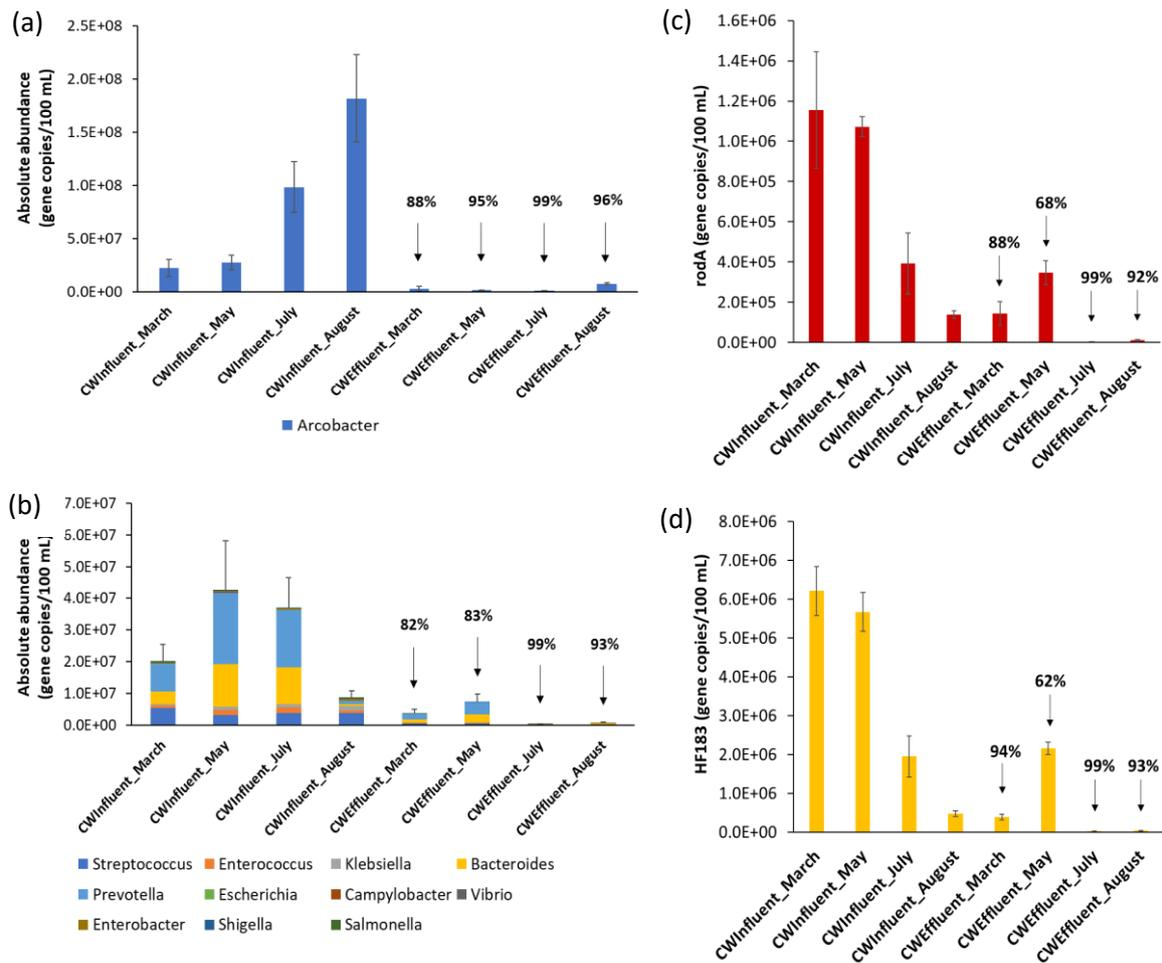 (a)
Absolute abundance
(gene copies/100 mL)
2.5E+08
2.0E+08
1.5E+08
1.0E+08
5.0E+07
0.0E+00
88%
95%
99%
96%
CWInfluent_March
CWInfluent_May
CWInfluent_July
CWInfluent_August
CWEffluent_March
CWEffluent_May
CWEffluent_July
CWEffluent_August
Arcobacter
(b)
Absolute abundance
(gene copies/100 mL)
7.0E+07
6.0E+07
5.0E+07
4.0E+07
3.0E+07
2.0E+07
1.0E+07
0.0E+00
82%
83%
99%
93%
CWInfluent_March
CWInfluent_May
CWInfluent_July
CWInfluent_August
CWEffluent_March
CWEffluent_May
CWEffluent_July
CWEffluent_August
Streptococcus
Enterococcus
Klebsiella
Bacteroides
Prevotella
Escherichia
Campylobacter
Vibrio
Enterobacter
Shigella
Salmonella
(c)
rodA (gene copies/100 mL)
1.6E+06
1.4E+06
1.2E+06
1.0E+06
8.0E+05
6.0E+05
4.0E+05
2.0E+05
0.0E+00
88%
68%
99%
92%
CWInfluent_March
CWInfluent_May
CWInfluent_July
CWInfluent_August
CWEffluent_March
CWEffluent_May
CWEffluent_July
CWEffluent_August
(d)
HF183 (gene copies/100 mL)
8.0E+06
7.0E+06
6.0E+06
5.0E+06
4.0E+06
3.0E+06
2.0E+06
1.0E+06
0.0E+00
94%
62%
99%
93%
CWInfluent_March
CWInfluent_May
CWInfluent_July
CWInfluent_August
CWEffluent_March
CWEffluent_May
CWEffluent_July
CWEffluent_August